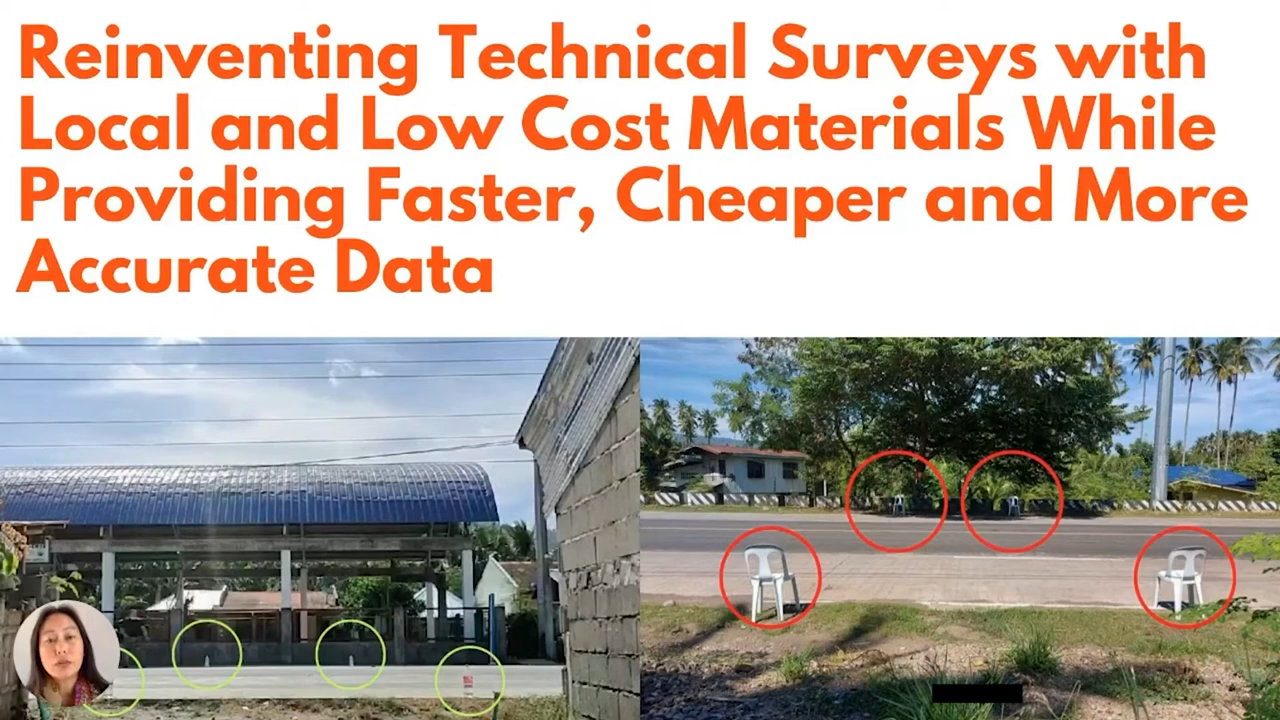 Reinventing Technical Surveys with
Local and Low Cost Materials While
Providing Faster, Cheaper and More
Accurate Data